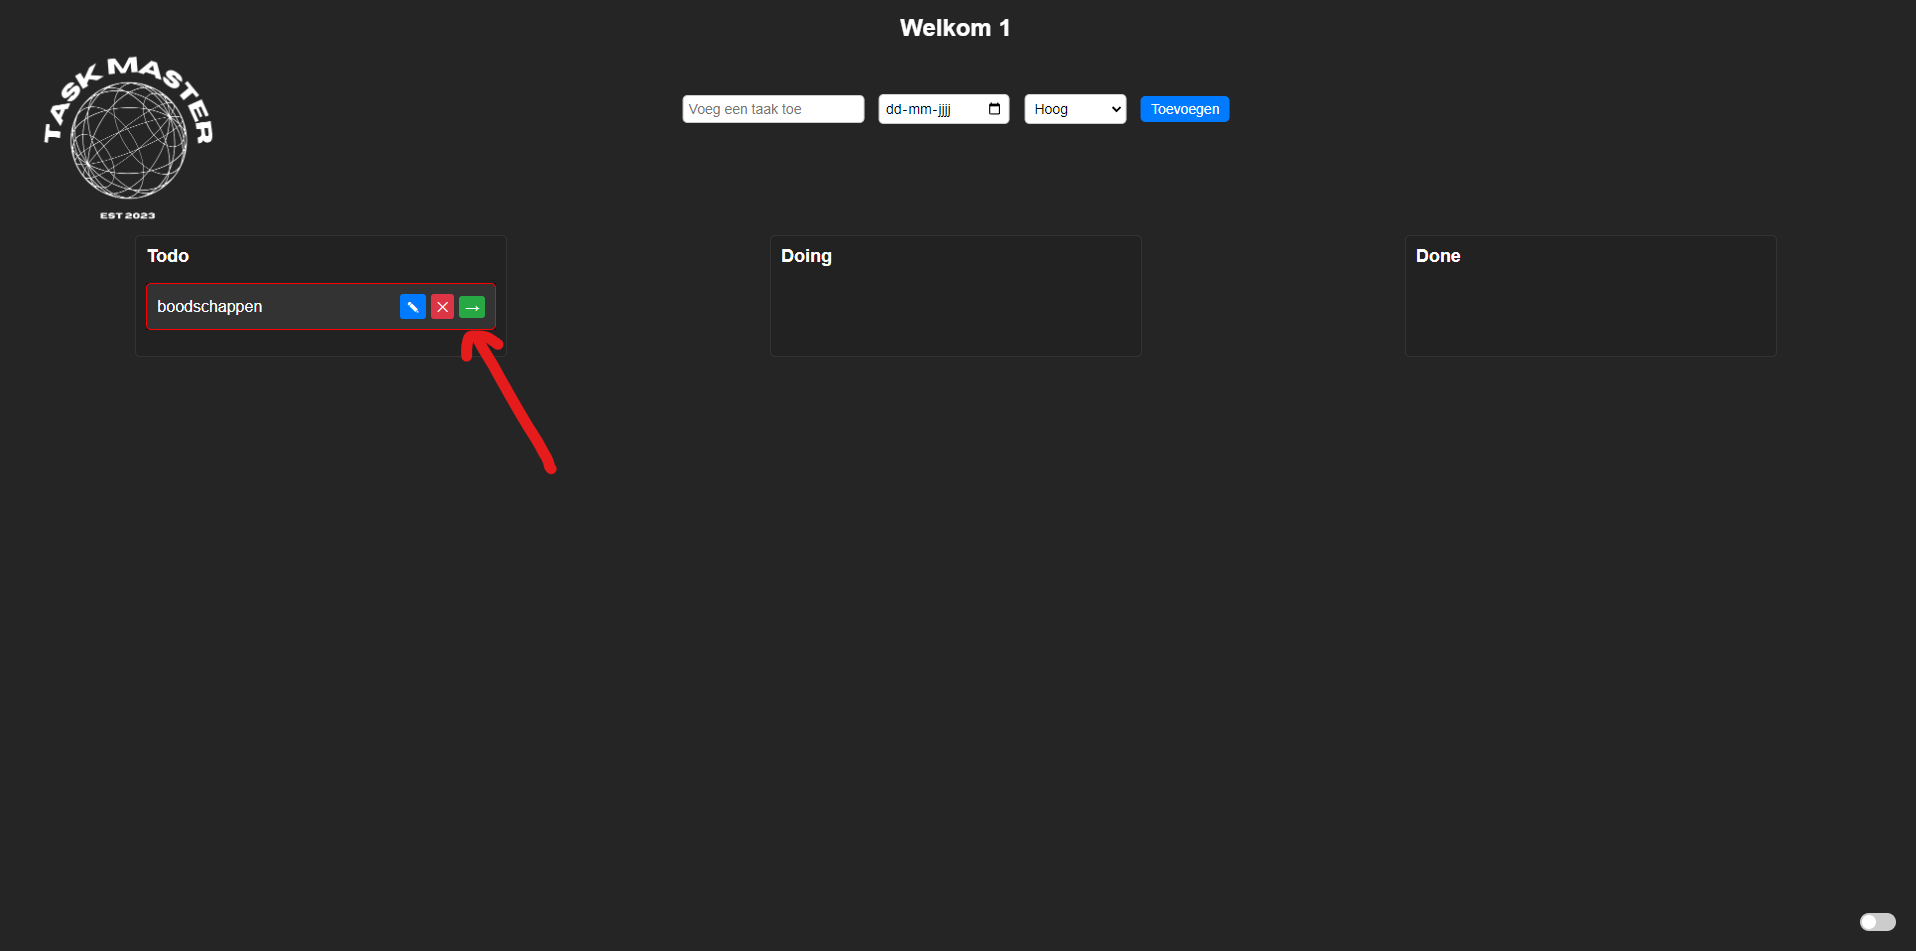 Welkom 1
TASK MASTER
EST 2023
Voeg een taak toe
dd-mm-jjjj
Hoog
Toevoegen
Todo
boodschappen
Doing
Done